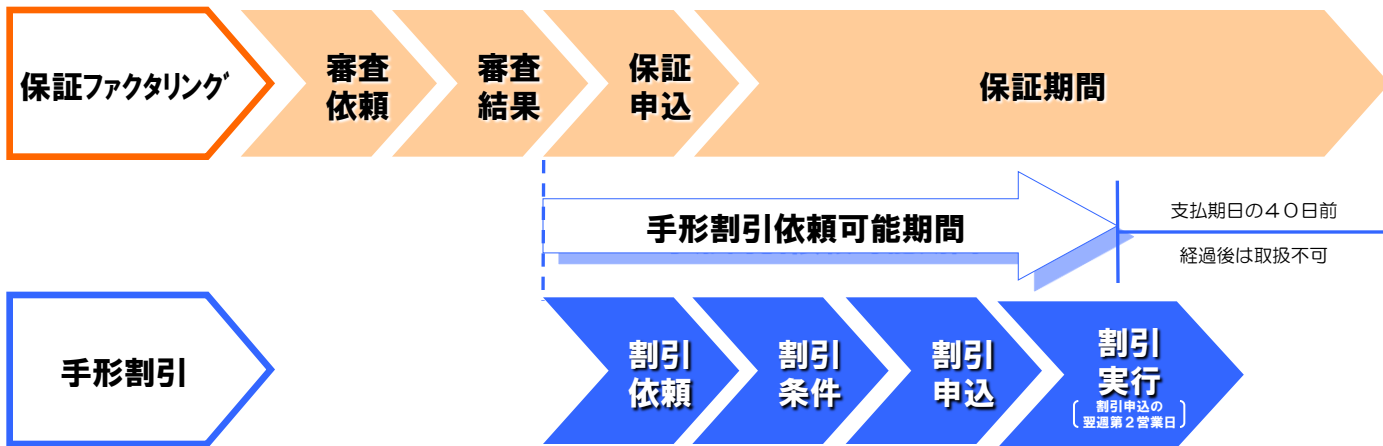 保証ファクタリング
審査
依頼
審査
結果
保証
申込
保証期間
手形割引依頼可能期間
支払期日の４０日前
経過後は取扱不可
手形割引
割引
依頼
割引
条件
割引
申込
割引
実行
割引申込の
翌週第２営業日